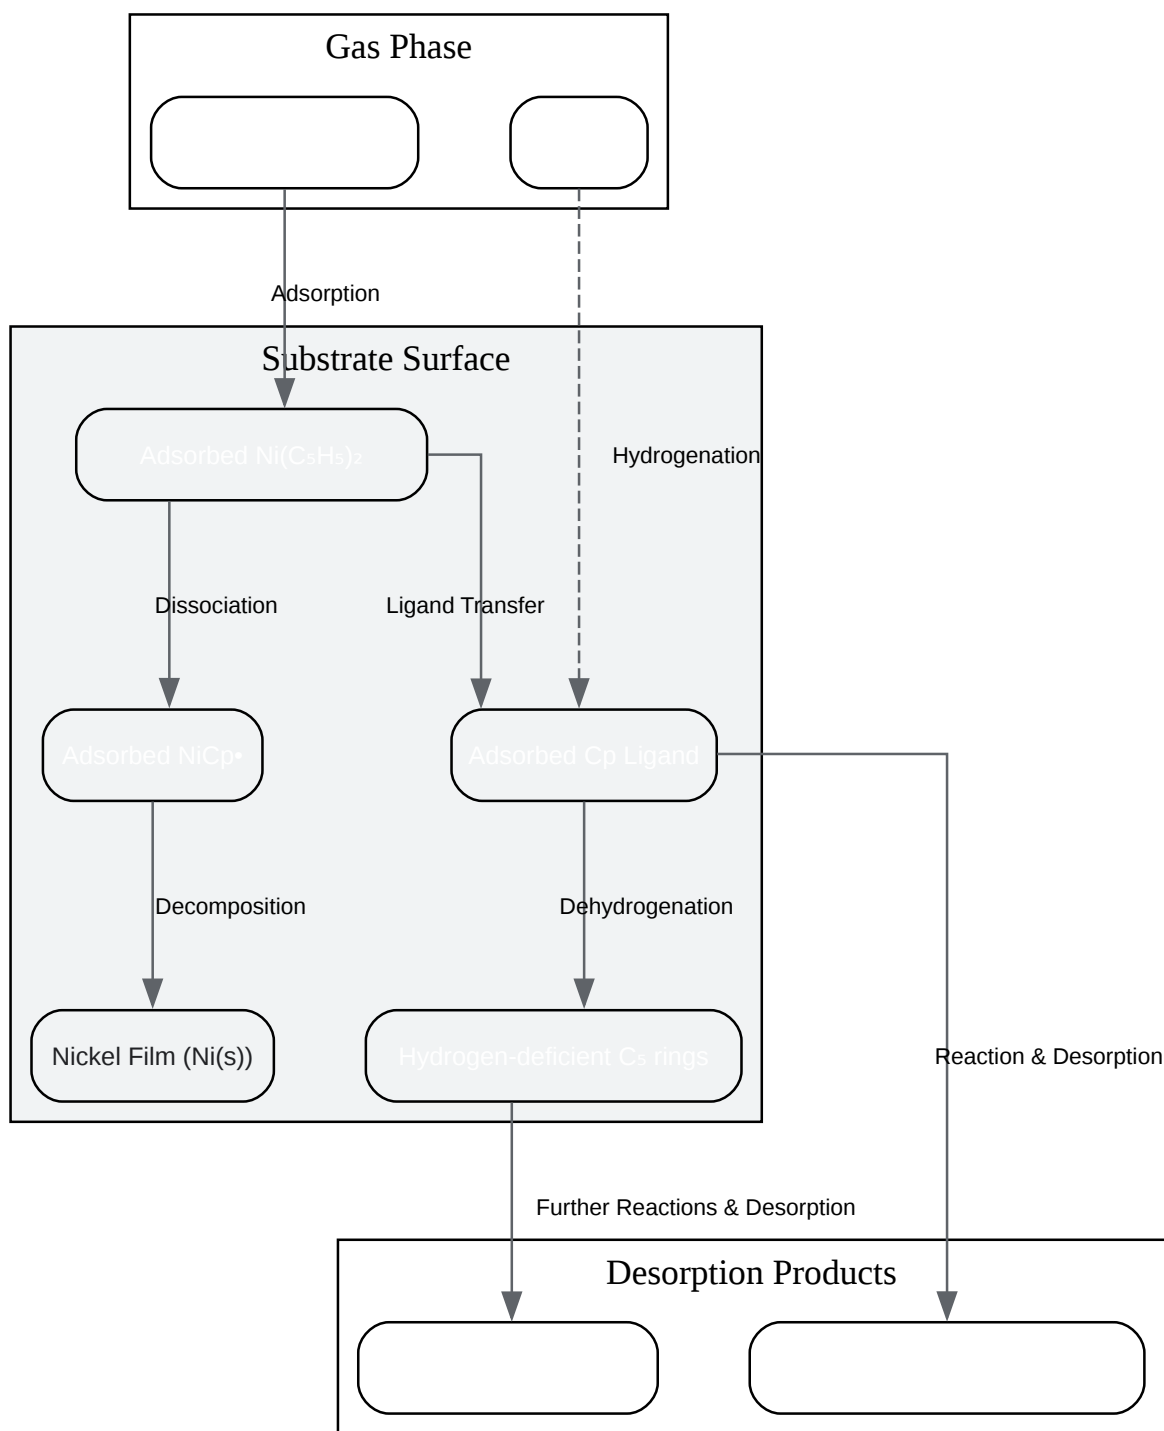 Gas Phase
Adsorption
Substrate Surface
Adsorbed Ni(C₅H₅)₂
Hydrogenation
Dissociation
Ligand Transfer
Adsorbed NiCp•
Adsorbed Cp Ligand
Decomposition
Dehydrogenation
Nickel Film (Ni(s))
Hydrogen-deficient C₅ rings
Reaction & Desorption
Further Reactions & Desorption
Desorption Products